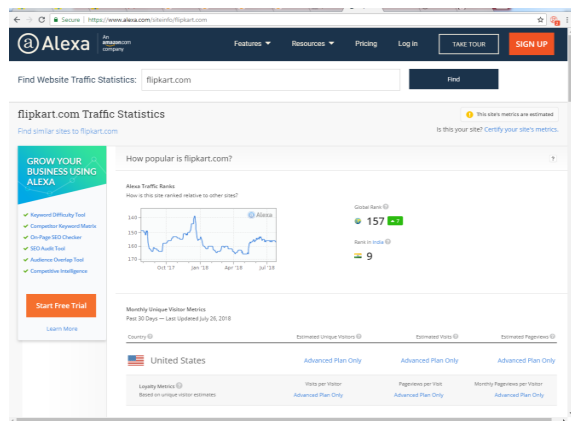 Secure https://www.alexa.com/siteinfo/flipkart.com
Alexa An amazon.com company
Features Resources Pricing Log in TAKE TOUR SIGN UP
Find Website Traffic Statistics: flipkart.com Find
flipkart.com Traffic Statistics
This site's metrics are estimated
Find similar sites to flipkart.com
Is this your site? Certify your site's metrics.
GROW YOUR BUSINESS USING ALEXA
Keyword Difficulty Tool
Competitor Keyword Matrix
On-Page SEO Checker
SEO Audit Tool
Audience Overlap Tool
Competitive Intelligence
Start Free Trial
Learn More
How popular is flipkart.com? ?
Alexa Traffic Ranks
How is this site ranked relative to other sites?
Alexa
140
150
160
170
Oct '17 Jan '18 Apr '18 Jul '18
Global Rank
157 7
Rank in India
9
Monthly Unique Visitor Metrics
Past 30 Days — Last Updated July 28, 2018
Country Estimated Unique Visitors Estimated Visits Estimated Pageviews
United States Advanced Plan Only Advanced Plan Only Advanced Plan Only
Loyalty Metrics Visits per Visitor Pageviews per Visit Monthly Pageviews per Visitor
Based on unique visitor estimates Advanced Plan Only Advanced Plan Only Advanced Plan Only